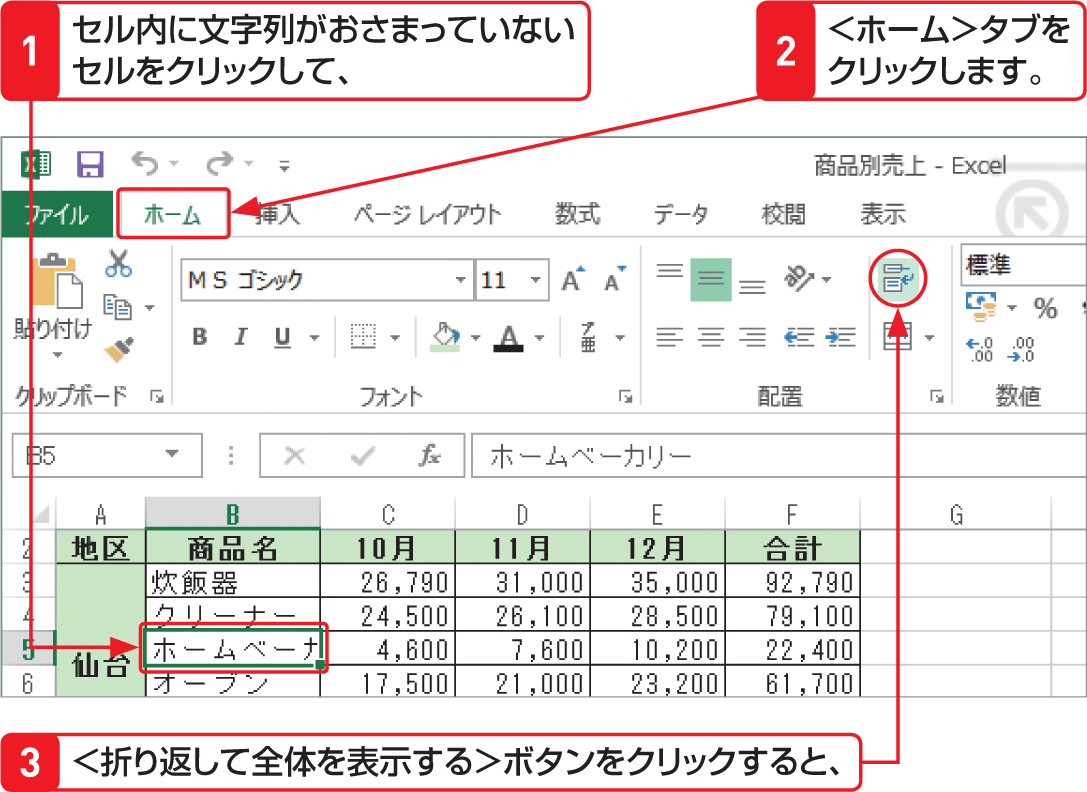 1 セル内に文字列がおさまっていない
セルをクリックして、
2 <ホーム>タブを
クリックします。
商品別売上 - Excel
ファイル ホーム 挿入 ページ レイアウト 数式 データ 校閲 表示
ＭＳ ゴシック 11 A A 標準
貼り付け B I U A 亜 %
←.0 .00 .00 →.0
クリップボード フォント 配置 数値
B5 fx ホームベーカリー
A B C D E F G
2 地区 商品名 10月 11月 12月 合計
3 炊飯器 26,790 31,000 35,000 92,790
4 クリーナー 24,500 26,100 28,500 79,100
5 仙台 ホームベーカ 4,600 7,600 10,200 22,400
6 オーブン 17,500 21,000 23,200 61,700
3 <折り返して全体を表示する>ボタンをクリックすると、